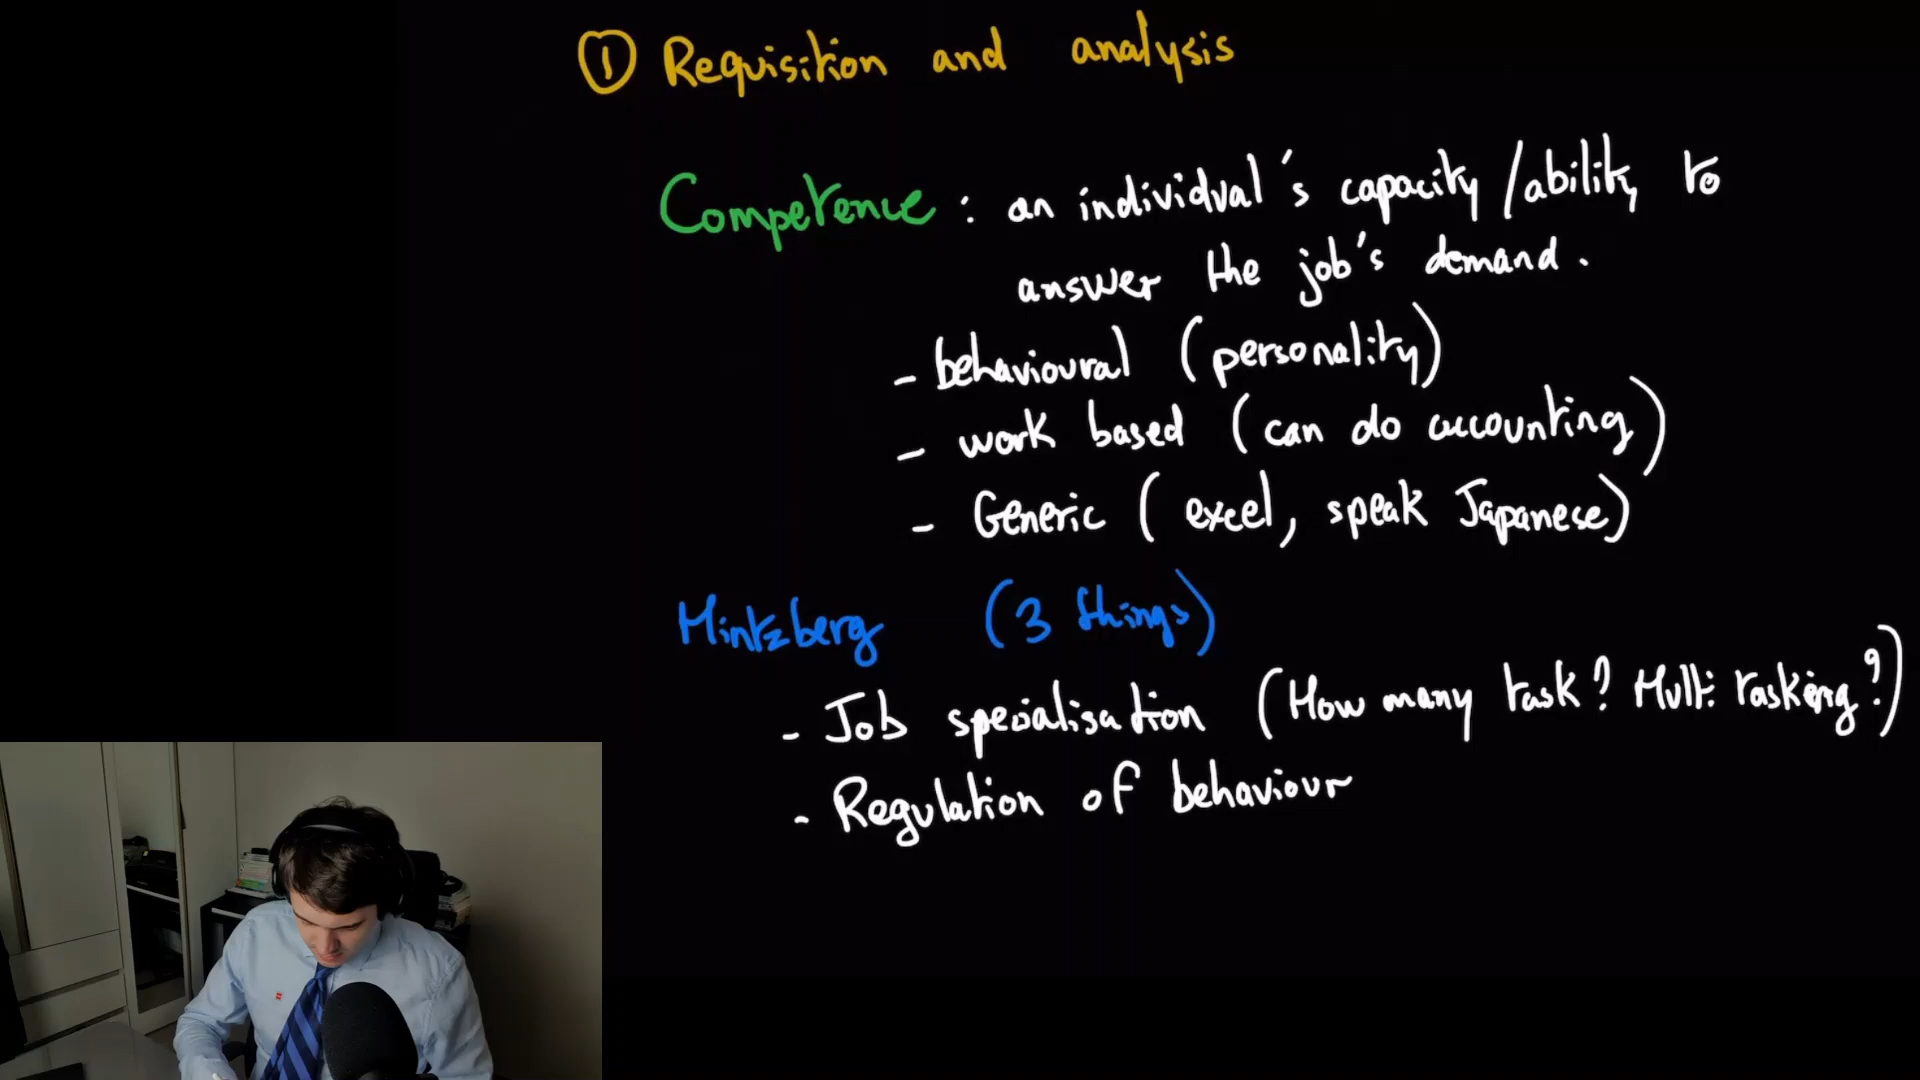 ① Requisition and analysis
Competence : an individual's capacity/ability to
answer the job's demand.
- behavioural (personality)
- work based (can do accounting)
- Generic (excel, speak Japanese)
Mintzberg (3 things)
- Job specialisation (How many task? Multi tasking?)
- Regulation of behaviour